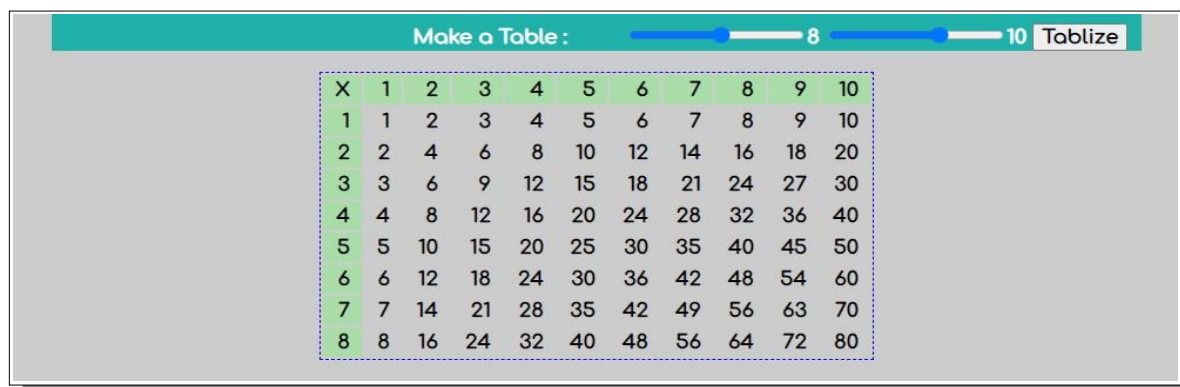 Make a Table : 8 10 Tablize
X 1 2 3 4 5 6 7 8 9 10
1 1 2 3 4 5 6 7 8 9 10
2 2 4 6 8 10 12 14 16 18 20
3 3 6 9 12 15 18 21 24 27 30
4 4 8 12 16 20 24 28 32 36 40
5 5 10 15 20 25 30 35 40 45 50
6 6 12 18 24 30 36 42 48 54 60
7 7 14 21 28 35 42 49 56 63 70
8 8 16 24 32 40 48 56 64 72 80